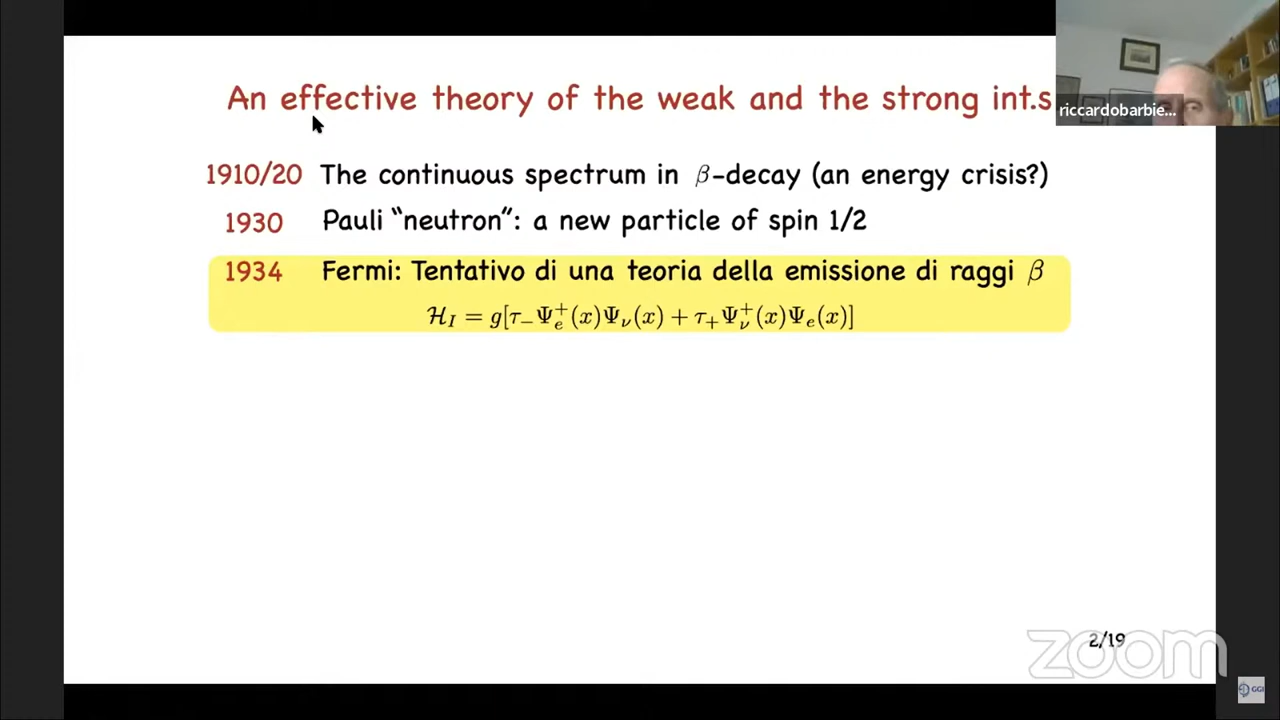 An effective theory of the weak and the strong int.s
riccardobarbie...
1910/20 The continuous spectrum in β-decay (an energy crisis?)
1930 Pauli “neutron”: a new particle of spin 1/2
1934 Fermi: Tentativo di una teoria della emissione di raggi β
ℋ_I = g[τ₋Ψ_e⁺(x)Ψ_ν(x) + τ₊Ψ_ν⁺(x)Ψ_e(x)]
2/19
zoom
GGI